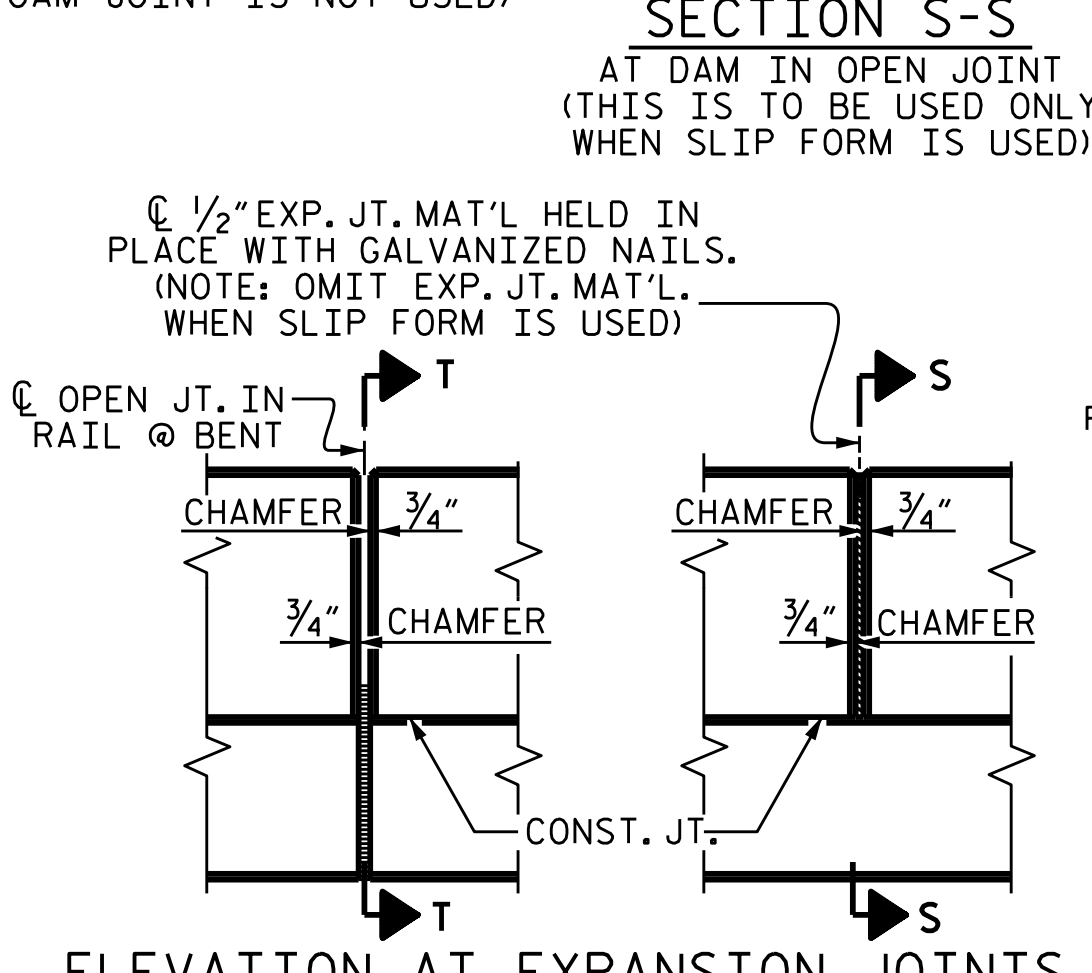 JOINT IS NOT USED)
SECTION S-S
AT DAM IN OPEN JOINT
(THIS IS TO BE USED ONLY
WHEN SLIP FORM IS USED)
℄ 1/2" EXP. JT. MAT'L HELD IN
PLACE WITH GALVANIZED NAILS.
(NOTE: OMIT EXP. JT. MAT'L.
WHEN SLIP FORM IS USED)
T
S
℄ OPEN JT. IN
RAIL @ BENT
CHAMFER
3/4"
CHAMFER
3/4"
3/4"
CHAMFER
3/4"
CHAMFER
CONST. JT.
T
S
ELEVATION AT EXPANSION JOINTS